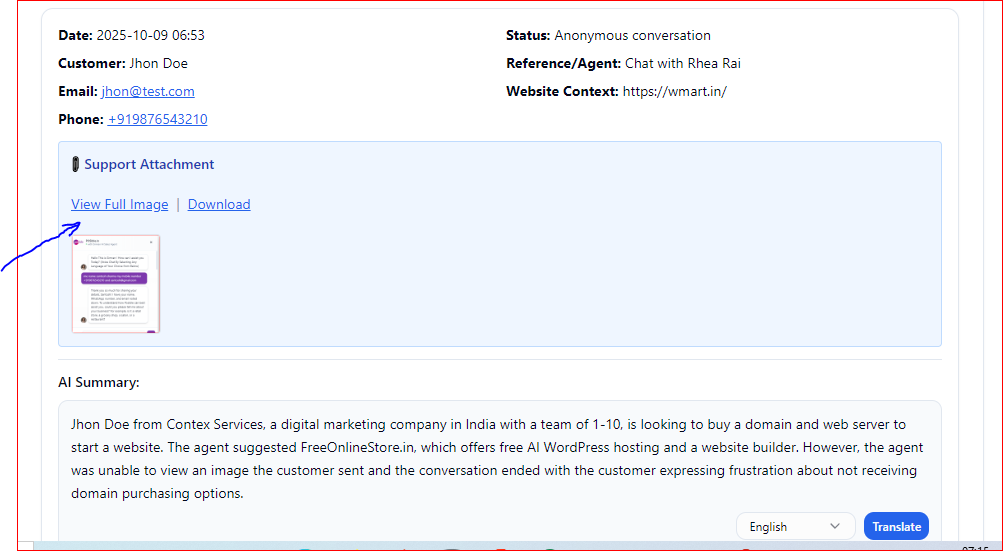 Date: 2025-10-09 06:53
Status: Anonymous conversation
Customer: Jhon Doe
Reference/Agent: Chat with Rhea Rai
Email: jhon@test.com
Website Context: https://wmart.in/
Phone: +919876543210
Support Attachment
View Full Image | Download
AI Summary:
Jhon Doe from Contex Services, a digital marketing company in India with a team of 1-10, is looking to buy a domain and web server to
start a website. The agent suggested FreeOnlineStore.in, which offers free AI WordPress hosting and a website builder. However, the agent
was unable to view an image the customer sent and the conversation ended with the customer expressing frustration about not receiving
domain purchasing options.
English
Translate